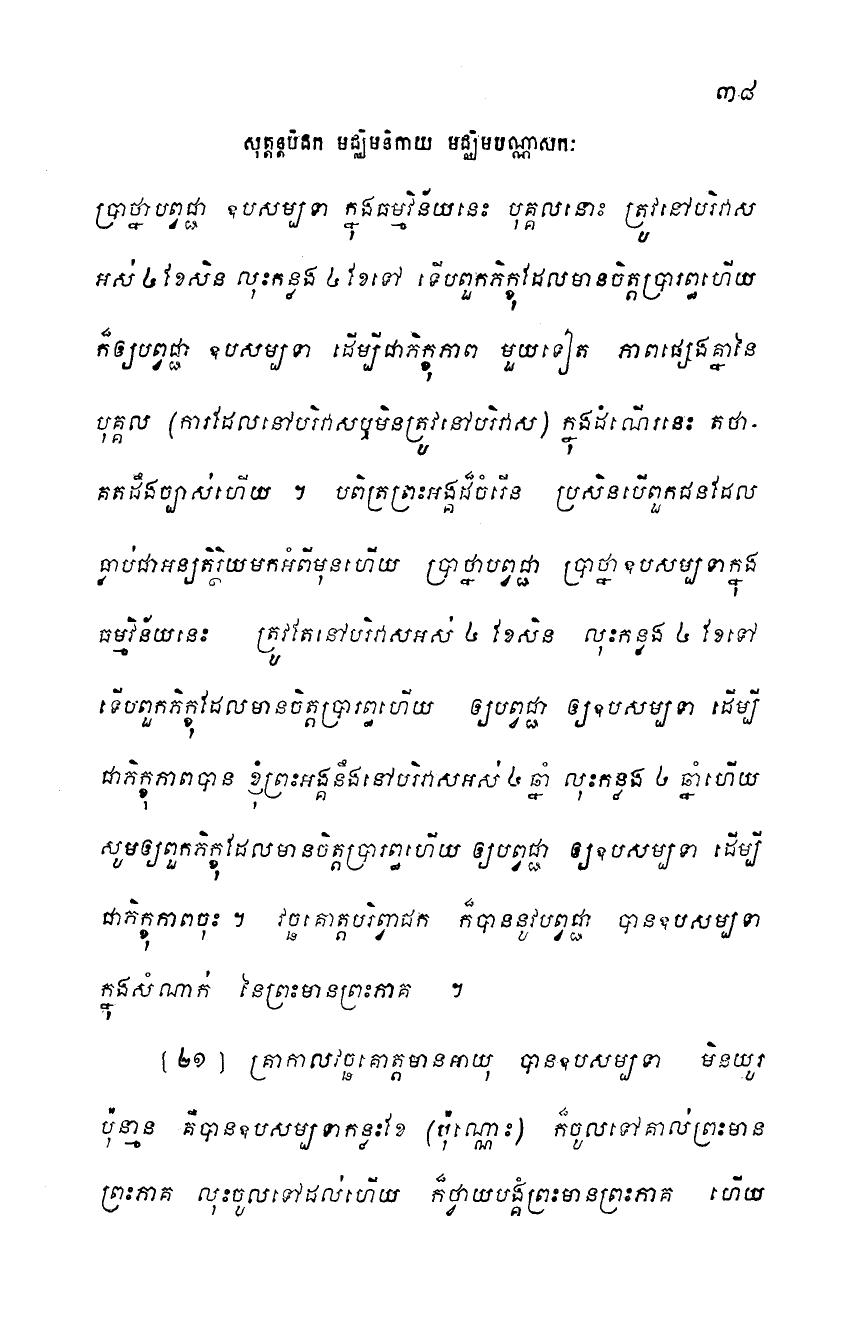 ៣៨
សុត្តន្តបិដក មជ្ឈិមនិកាយ មជ្ឈិមបណ្ណាសកៈ
ប្រាថ្នាបព្វជ្ជា ឧបសម្បទា ក្នុងធម្មវិន័យនេះ បុគ្គលនោះ ត្រូវនៅបរិវាស
អស់ ៤ ខែសិន លុះកន្លង ៤ ខែទៅ ទើបពួកភិក្ខុដែលមានចិត្តប្រារព្ធហើយ
ក៏ឲ្យបព្វជ្ជា ឧបសម្បទា ដើម្បីជាភិក្ខុភាព មួយទៀត ភាពផ្សេងគ្នានៃ
បុគ្គល (ការដែលនៅបរិវាសឬមិនត្រូវនៅបរិវាស) ក្នុងដំណើរនេះ តថា-
គតដឹងច្បាស់ហើយ ។ បពិត្រព្រះអង្គដ៏ចំរើន ប្រសិនបើពួកជនដែល
ធ្លាប់ជាអន្យតិរ្ថិយមកអំពីមុនហើយ ប្រាថ្នាបព្វជ្ជា ប្រាថ្នាឧបសម្បទាក្នុង
ធម្មវិន័យនេះ ត្រូវតែនៅបរិវាសអស់ ៤ ខែសិន លុះកន្លង ៤ ខែទៅ
ទើបពួកភិក្ខុដែលមានចិត្តប្រារព្ធហើយ ឲ្យបព្វជ្ជា ឲ្យឧបសម្បទា ដើម្បី
ជាភិក្ខុភាពបាន ខ្ញុំព្រះអង្គនឹងនៅបរិវាសអស់ ៤ ឆ្នាំ លុះកន្លង ៤ ឆ្នាំហើយ
សូមឲ្យពួកភិក្ខុដែលមានចិត្តប្រារព្ធហើយ ឲ្យបព្វជ្ជា ឲ្យឧបសម្បទា ដើម្បី
ជាភិក្ខុភាពចុះ ។ វច្ឆគោត្តបរិព្វាជក ក៏បាននូវបព្វជ្ជា បានឧបសម្បទា
ក្នុងសំណាក់ នៃព្រះមានព្រះភាគ ។
[២១] គ្រាកាលវច្ឆគោត្តមានអាយុ បានឧបសម្បទា មិនយូរ
ប៉ុន្មាន គឺបានឧបសម្បទាកន្លះខែ (ប៉ុណ្ណោះ) ក៏ចូលទៅគាល់ព្រះមាន
ព្រះភាគ លុះចូលទៅដល់ហើយ ក៏ថ្វាយបង្គំព្រះមានព្រះភាគ ហើយ